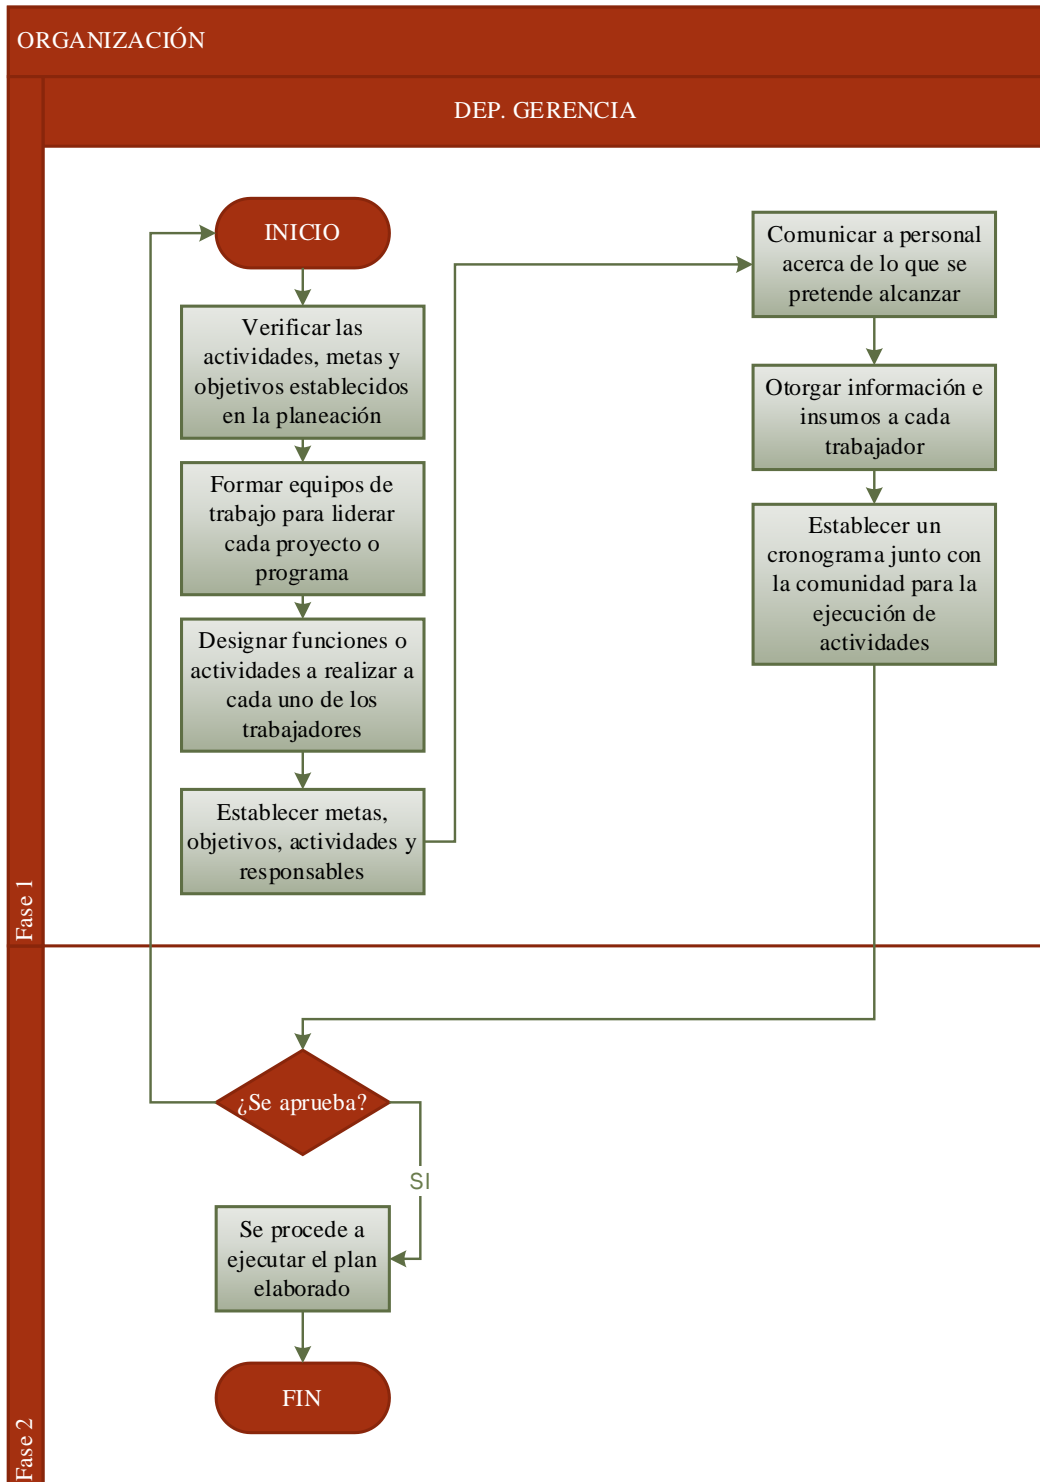 ORGANIZACIÓN
DEP. GERENCIA
INICIO
Verificar las
actividades, metas y
objetivos establecidos
en la planeación
Formar equipos de
trabajo para liderar
cada proyecto o
programa
Designar funciones o
actividades a realizar a
cada uno de los
trabajadores
Establecer metas,
objetivos, actividades y
responsables
Comunicar a personal
acerca de lo que se
pretende alcanzar
Otorgar información e
insumos a cada
trabajador
Establecer un
cronograma junto con
la comunidad para la
ejecución de
actividades
Fase 1
¿Se aprueba?
SI
Se procede a
ejecutar el plan
elaborado
FIN
Fase 2